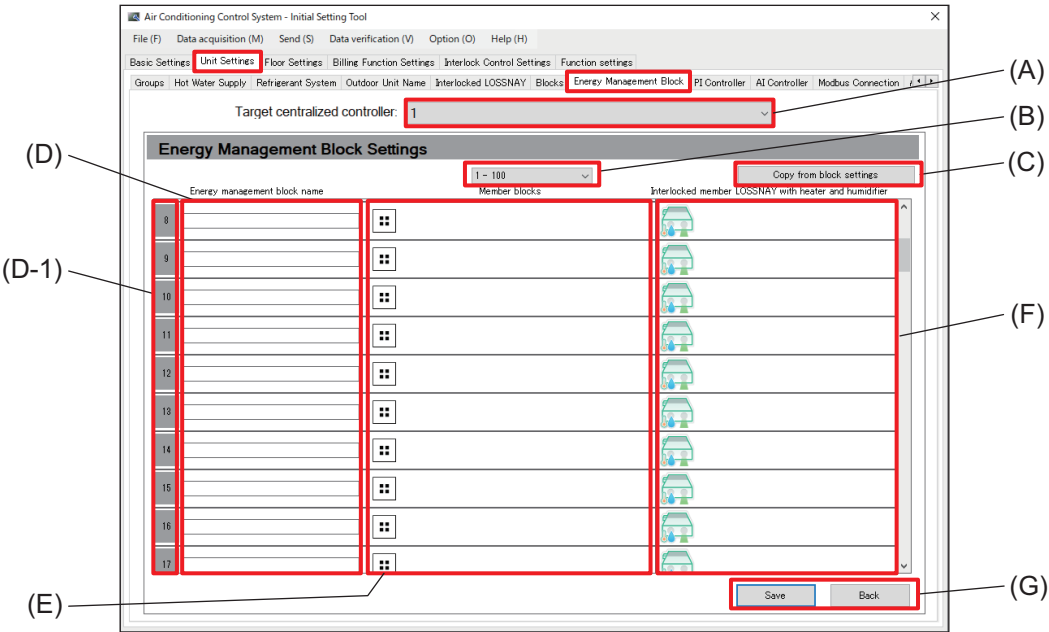 Air Conditioning Control System - Initial Setting Tool
File (F) Data acquisition (M) Send (S) Data verification (V) Option (O) Help (H)
Basic Settings Unit Settings Floor Settings Billing Function Settings Interlock Control Settings Function settings
Groups Hot Water Supply Refrigerant System Outdoor Unit Name Interlocked LOSSNAY Blocks Energy Management Block PI Controller AI Controller Modbus Connection
(A)
Target centralized controller: 1
(B)
Energy Management Block Settings
(D)
1 - 100
Copy from block settings
(C)
Energy management block name Member blocks Interlocked member LOSSNAY with heater and humidifier
8
9
(D-1)
10
(F)
11
12
13
14
15
16
17
(E)
Save Back
(G)